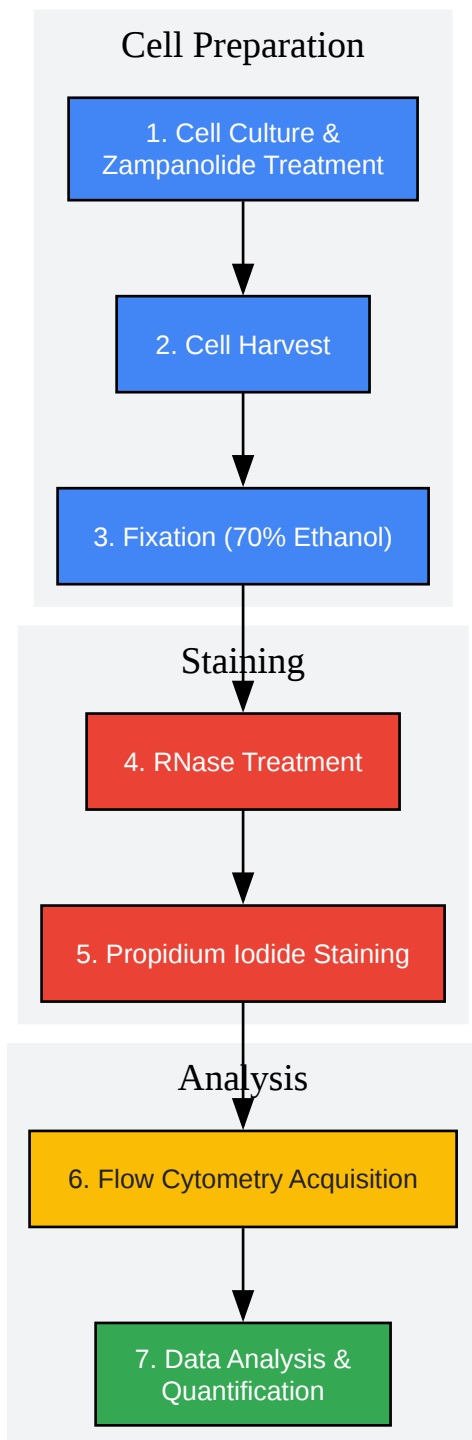 Cell Preparation
1. Cell Culture &
Zampanolide Treatment
2. Cell Harvest
3. Fixation (70% Ethanol)
Staining
4. RNase Treatment
5. Propidium Iodide Staining
Analysis
6. Flow Cytometry Acquisition
7. Data Analysis &
Quantification